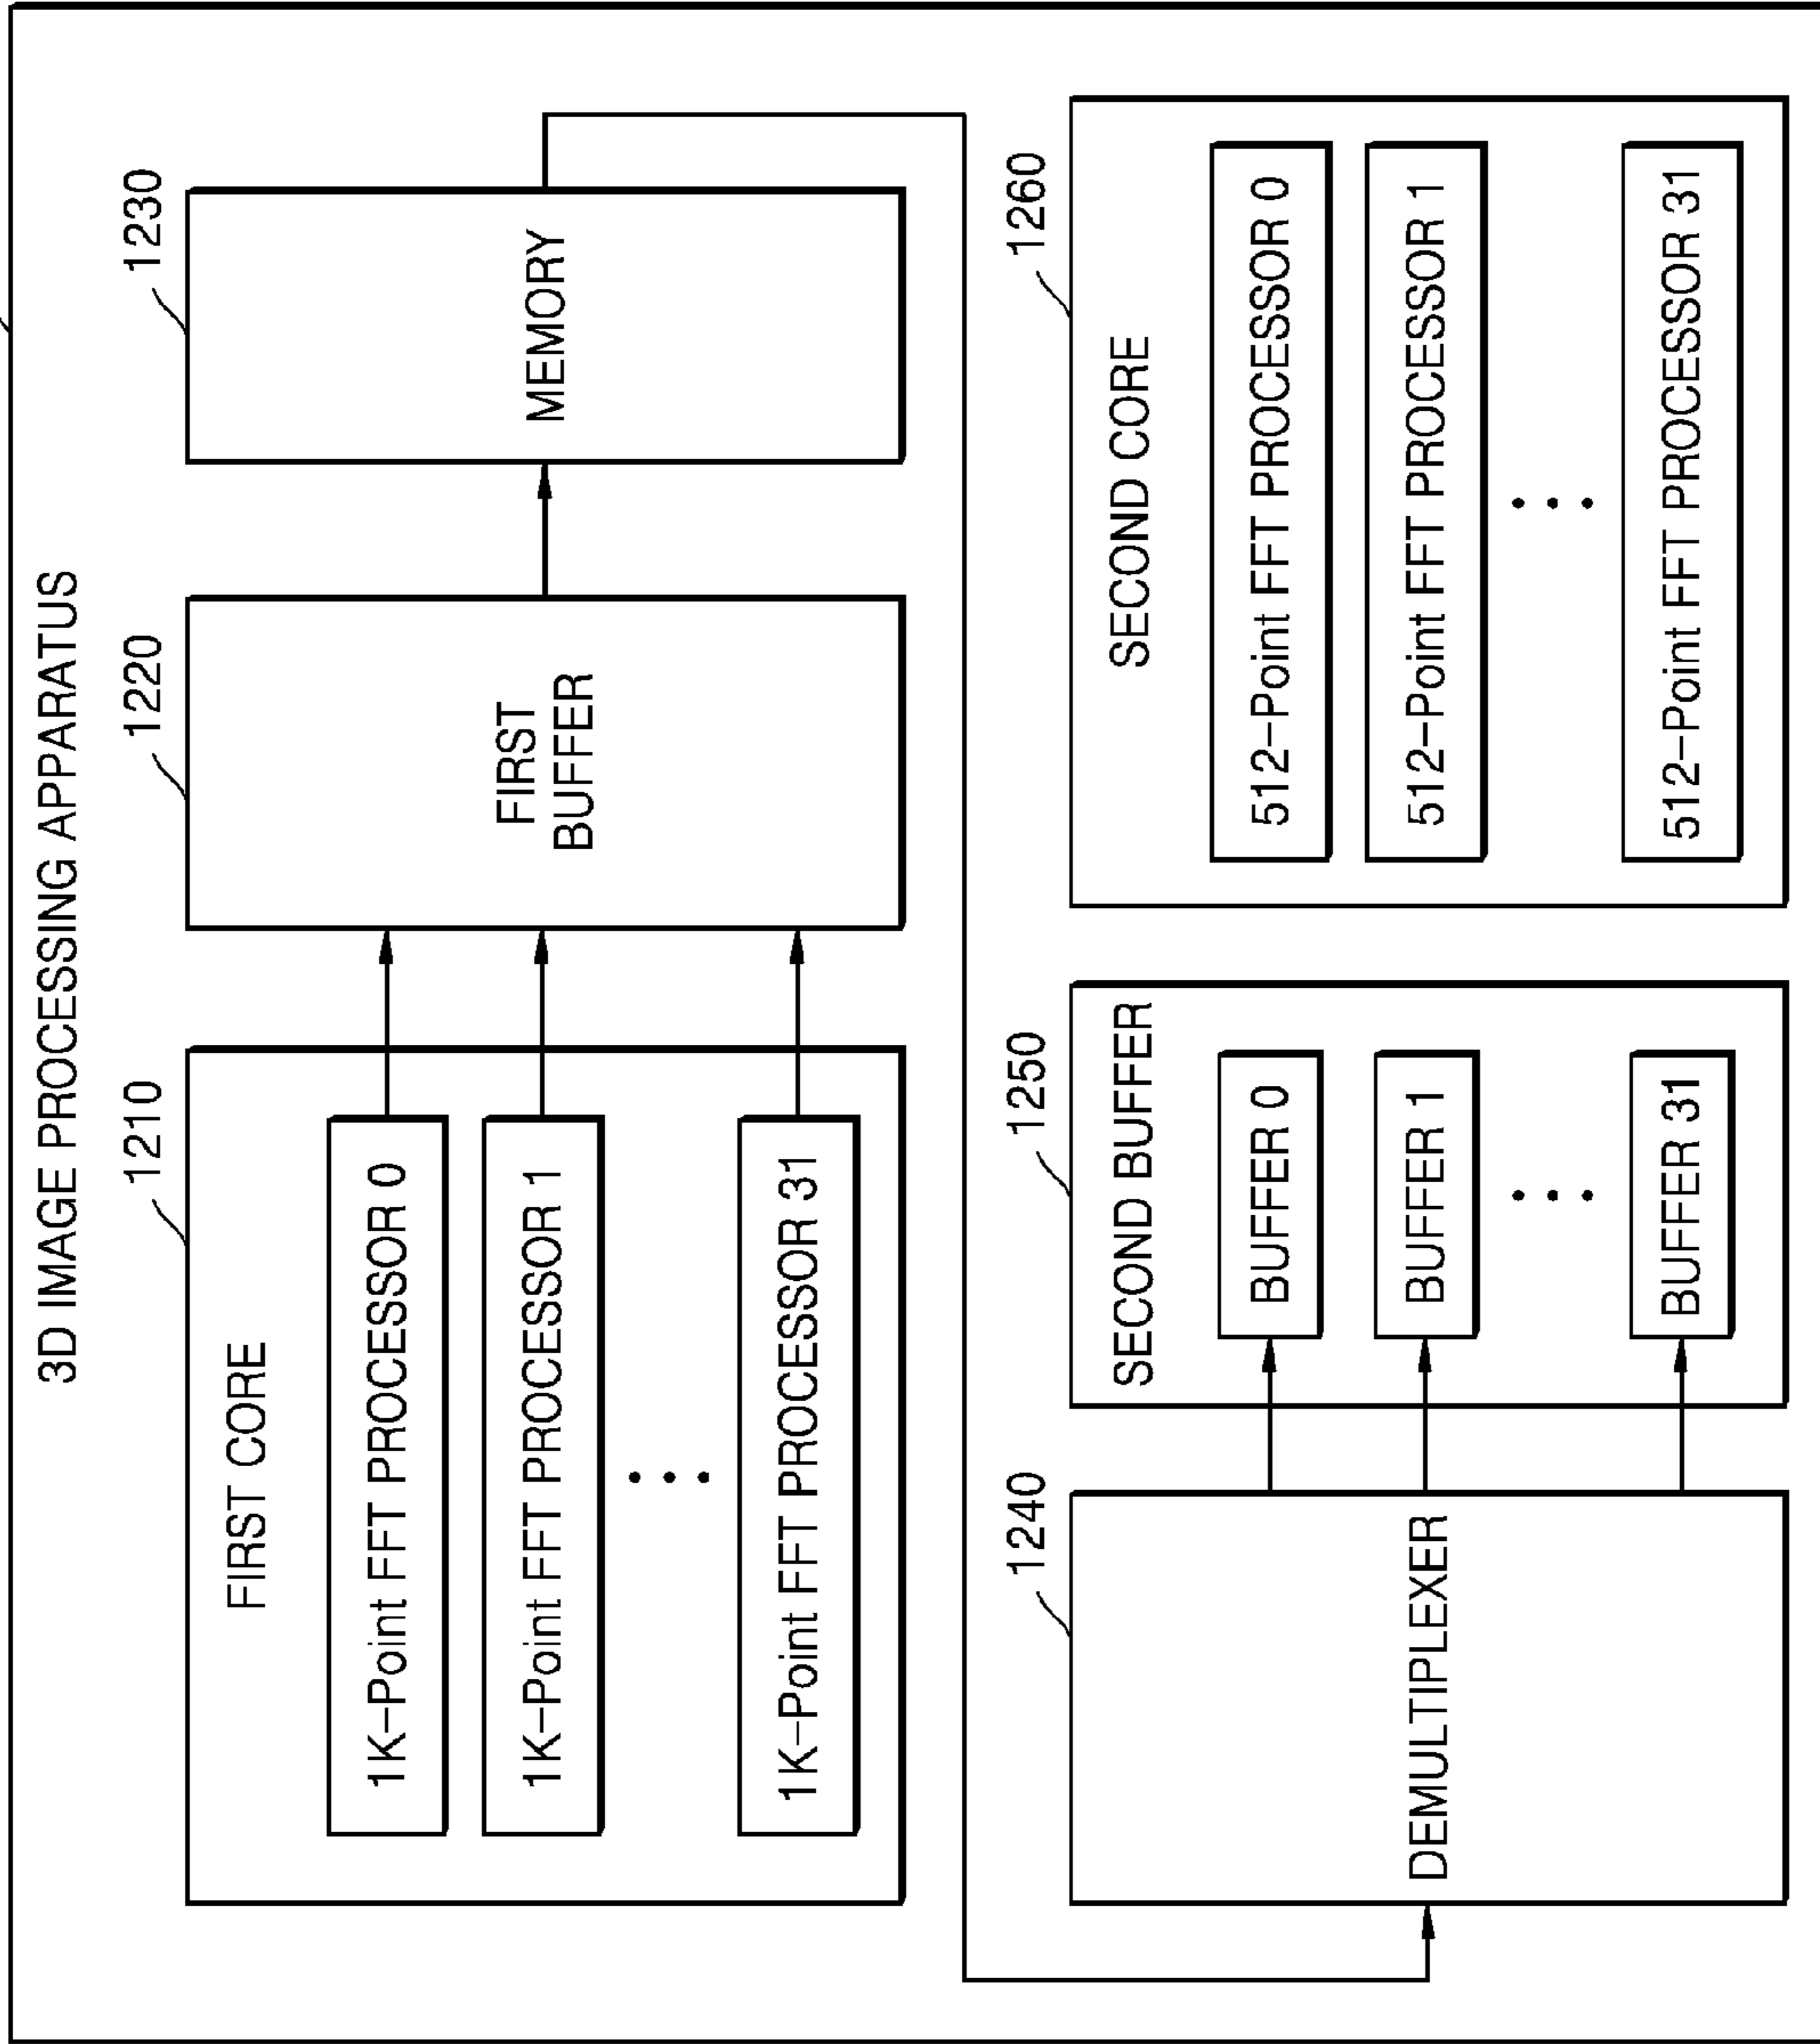 3D IMAGE PROCESSING APPARATUS
1210
FIRST CORE
1K-Point FFT PROCESSOR 0
1K-Point FFT PROCESSOR 1
1K-Point FFT PROCESSOR 31
1220
FIRST
BUFFER
1230
MEMORY
1240
DEMULTIPLEXER
1250
SECOND BUFFER
BUFFER 0
BUFFER 1
BUFFER 31
1260
SECOND CORE
512-Point FFT PROCESSOR 0
512-Point FFT PROCESSOR 1
512-Point FFT PROCESSOR 31